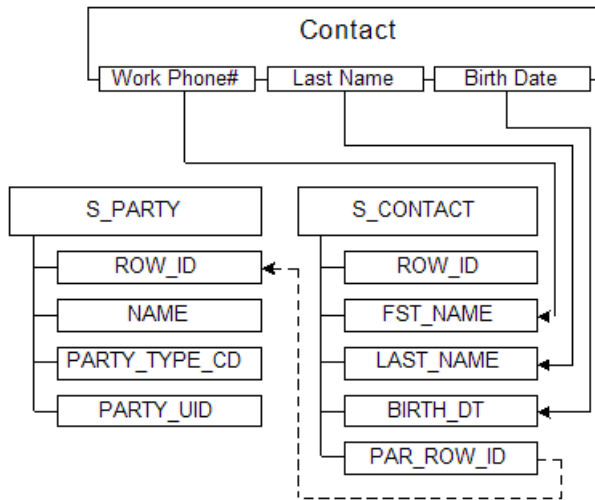 Contact
Work Phone# Last Name Birth Date
S_PARTY S_CONTACT
ROW_ID ROW_ID
NAME FST_NAME
PARTY_TYPE_CD LAST_NAME
PARTY_UID BIRTH_DT
PAR_ROW_ID